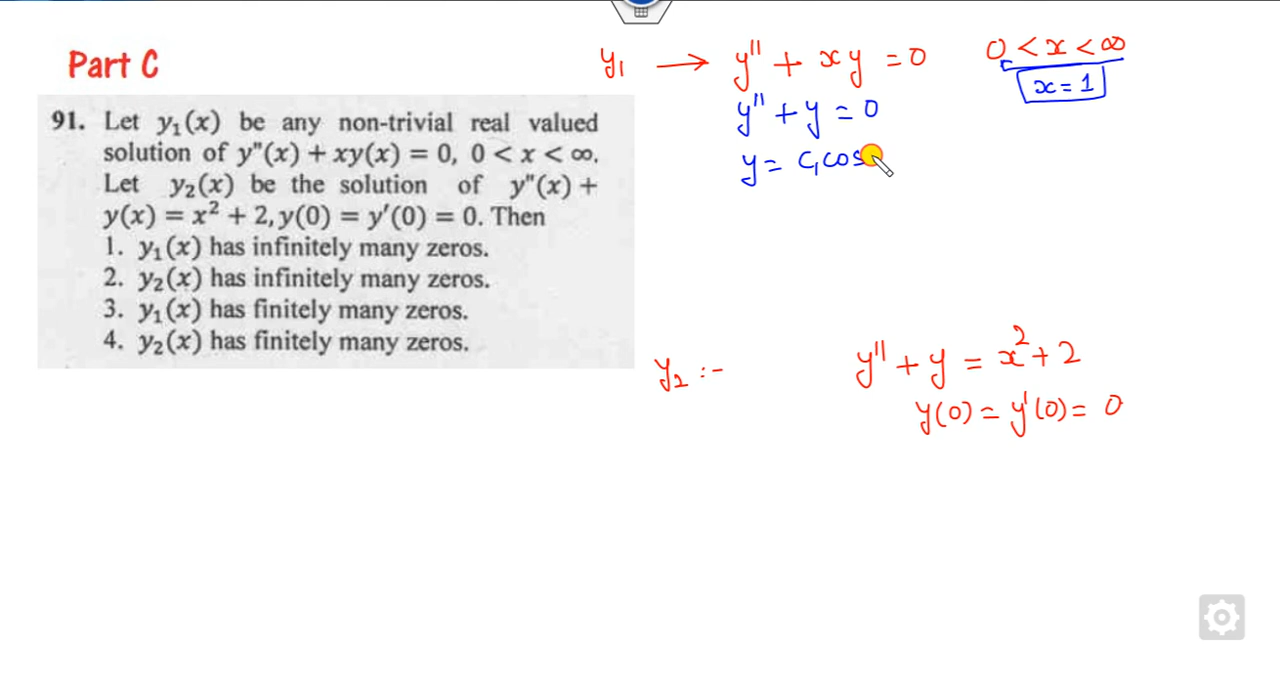 Part C
91. Let y₁(x) be any non-trivial real valued
solution of y"(x) + xy(x) = 0, 0 < x < ∞.
Let y₂(x) be the solution of y"(x) +
y(x) = x² + 2, y(0) = y′(0) = 0. Then
1. y₁(x) has infinitely many zeros.
2. y₂(x) has infinitely many zeros.
3. y₁(x) has finitely many zeros.
4. y₂(x) has finitely many zeros.
y₁ → y" + xy = 0 0 < x < ∞
x = 1
y" + y = 0
y = C₁cos
y₂ :- y" + y = x² + 2
y(0) = y'(0) = 0